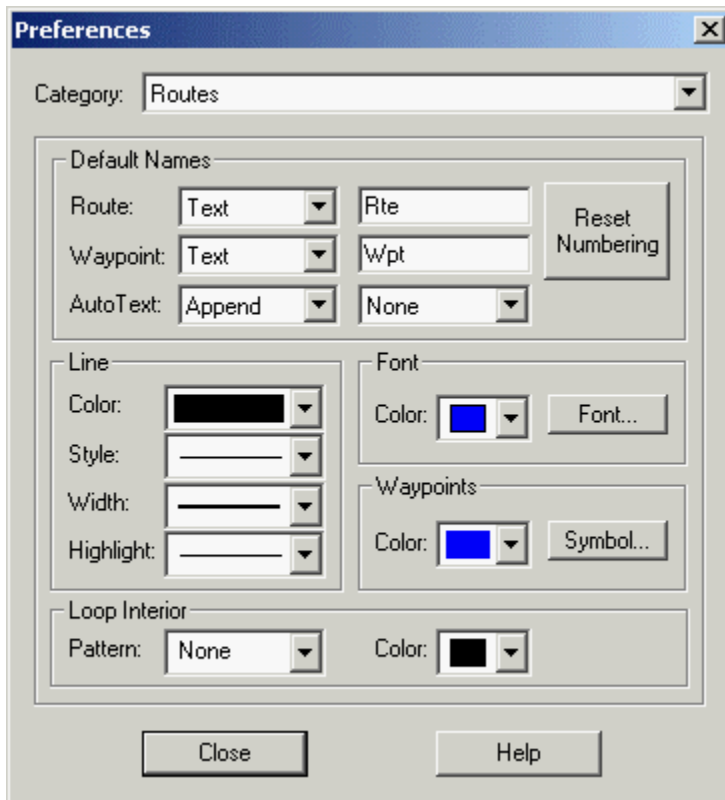 Preferences
Category: Routes
Default Names
Route: Text Rte
Reset
Numbering
Waypoint: Text Wpt
AutoText: Append None
Line
Color:
Style:
Width:
Highlight:
Font
Color: Font...
Waypoints
Color: Symbol...
Loop Interior
Pattern: None Color:
Close Help